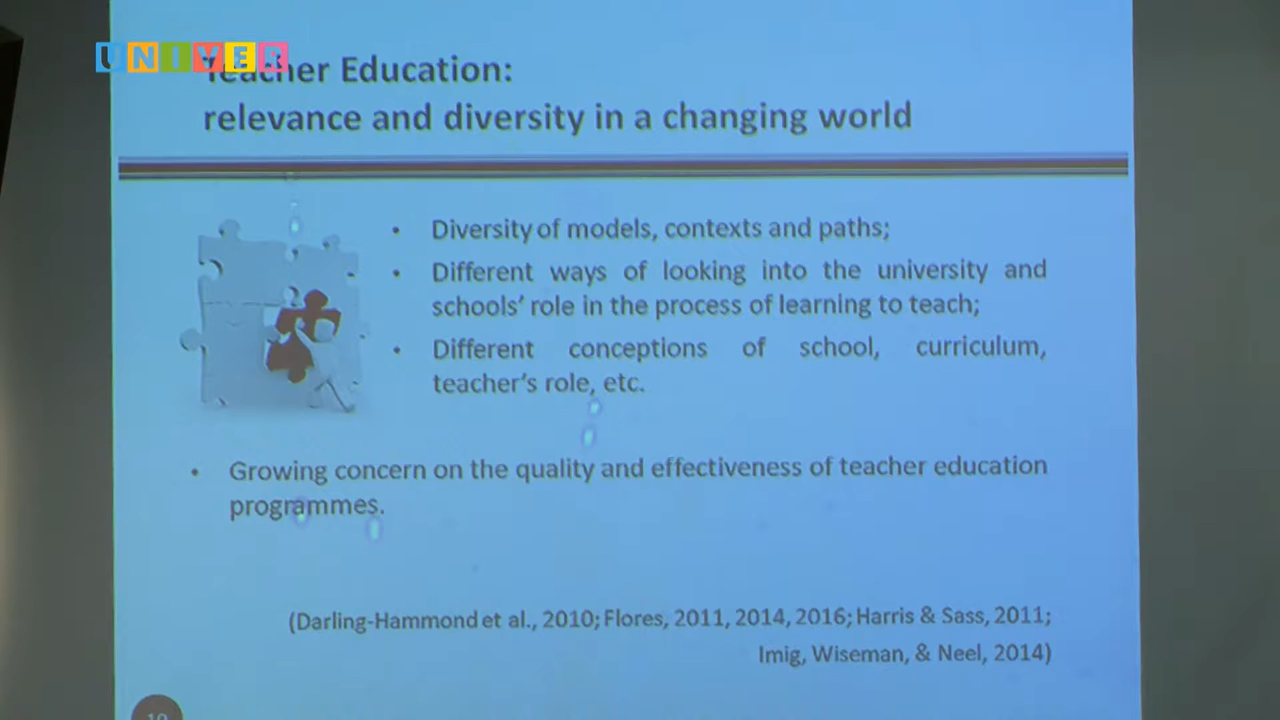 UNIVER
Teacher Education:
relevance and diversity in a changing world
• Diversity of models, contexts and paths;
• Different ways of looking into the university and
schools' role in the process of learning to teach;
• Different conceptions of school, curriculum,
teacher's role, etc.
• Growing concern on the quality and effectiveness of teacher education
programmes.
(Darling-Hammond et al., 2010; Flores, 2011, 2014, 2016; Harris & Sass, 2011;
Imig, Wiseman, & Neel, 2014)